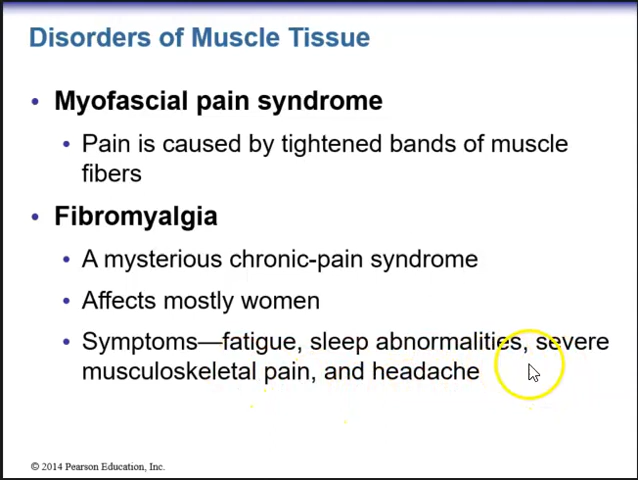 Disorders of Muscle Tissue
• Myofascial pain syndrome
• Pain is caused by tightened bands of muscle
fibers
• Fibromyalgia
• A mysterious chronic-pain syndrome
• Affects mostly women
• Symptoms—fatigue, sleep abnormalities, severe
musculoskeletal pain, and headache
© 2014 Pearson Education, Inc.